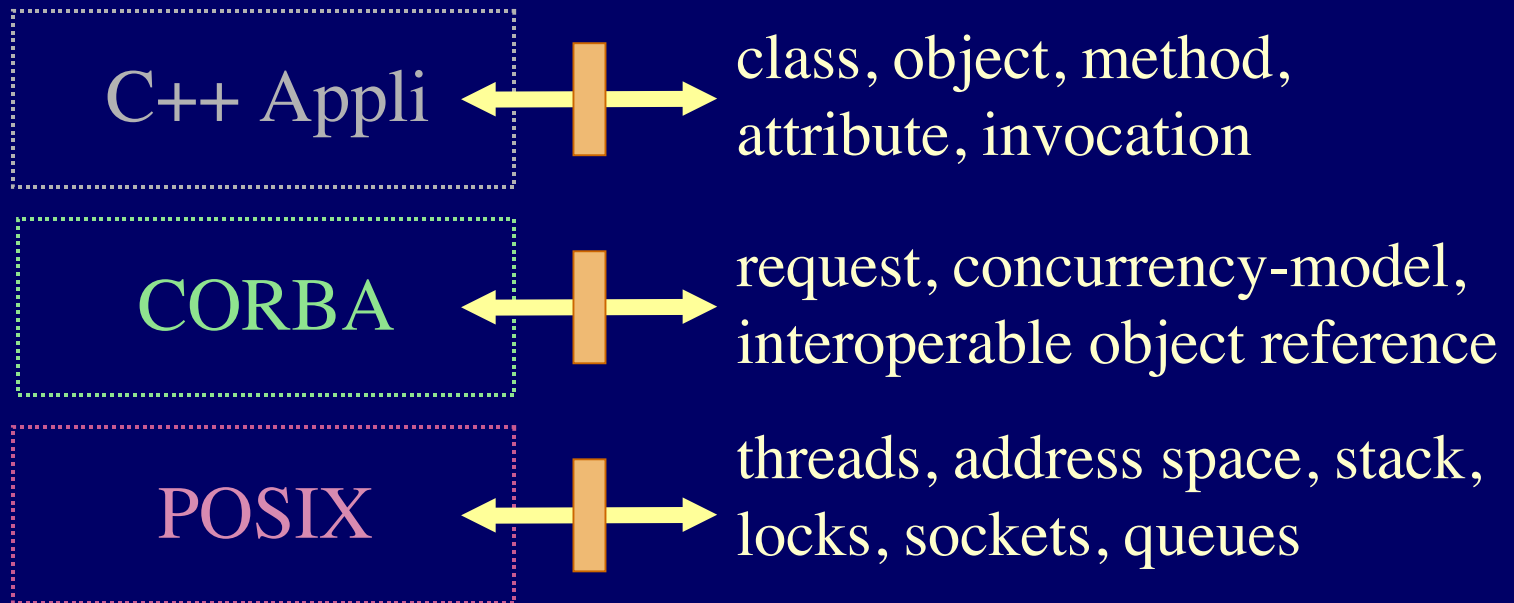 C++ Appli
class, object, method,
attribute, invocation
CORBA
request, concurrency-model,
interoperable object reference
POSIX
threads, address space, stack,
locks, sockets, queues